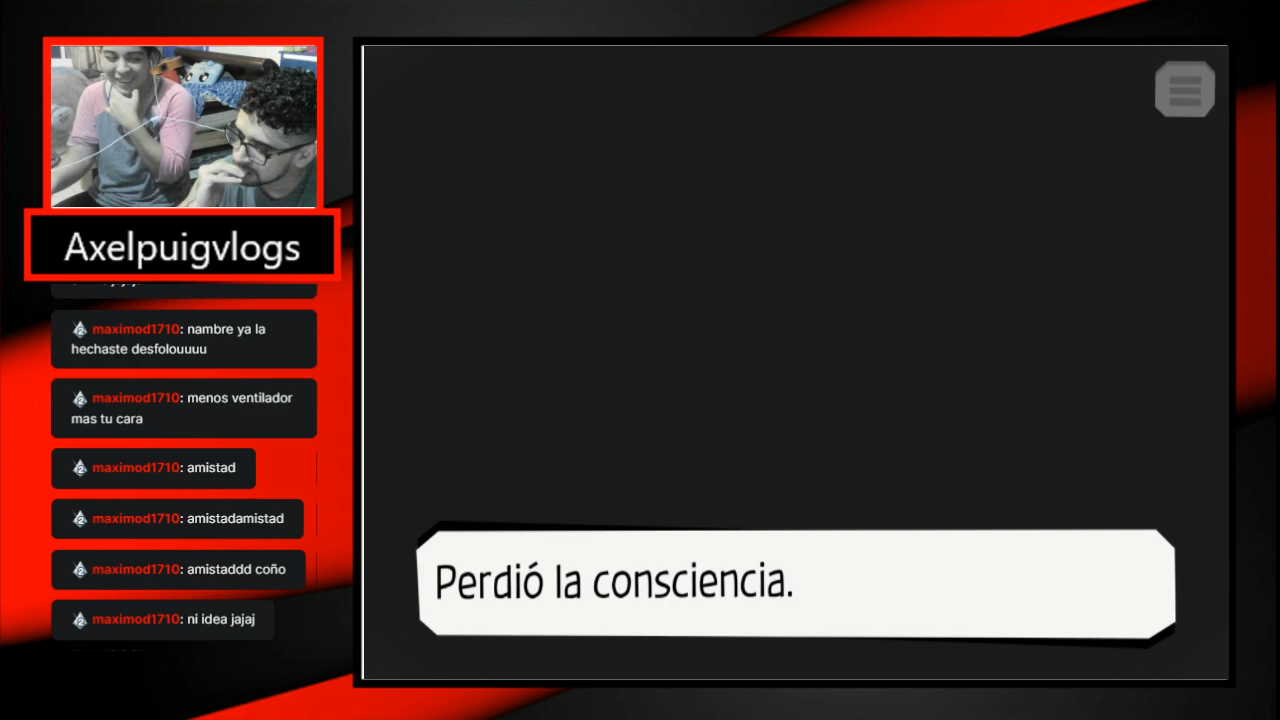 Axelpuigvlogs
maximod1710: nambre ya la
hechaste desfolouuuu
maximod1710: menos ventilador
mas tu cara
maximod1710: amistad
maximod1710: amistadamistad
maximod1710: amistaddd coño
maximod1710: ni idea jajaj
Perdió la consciencia.